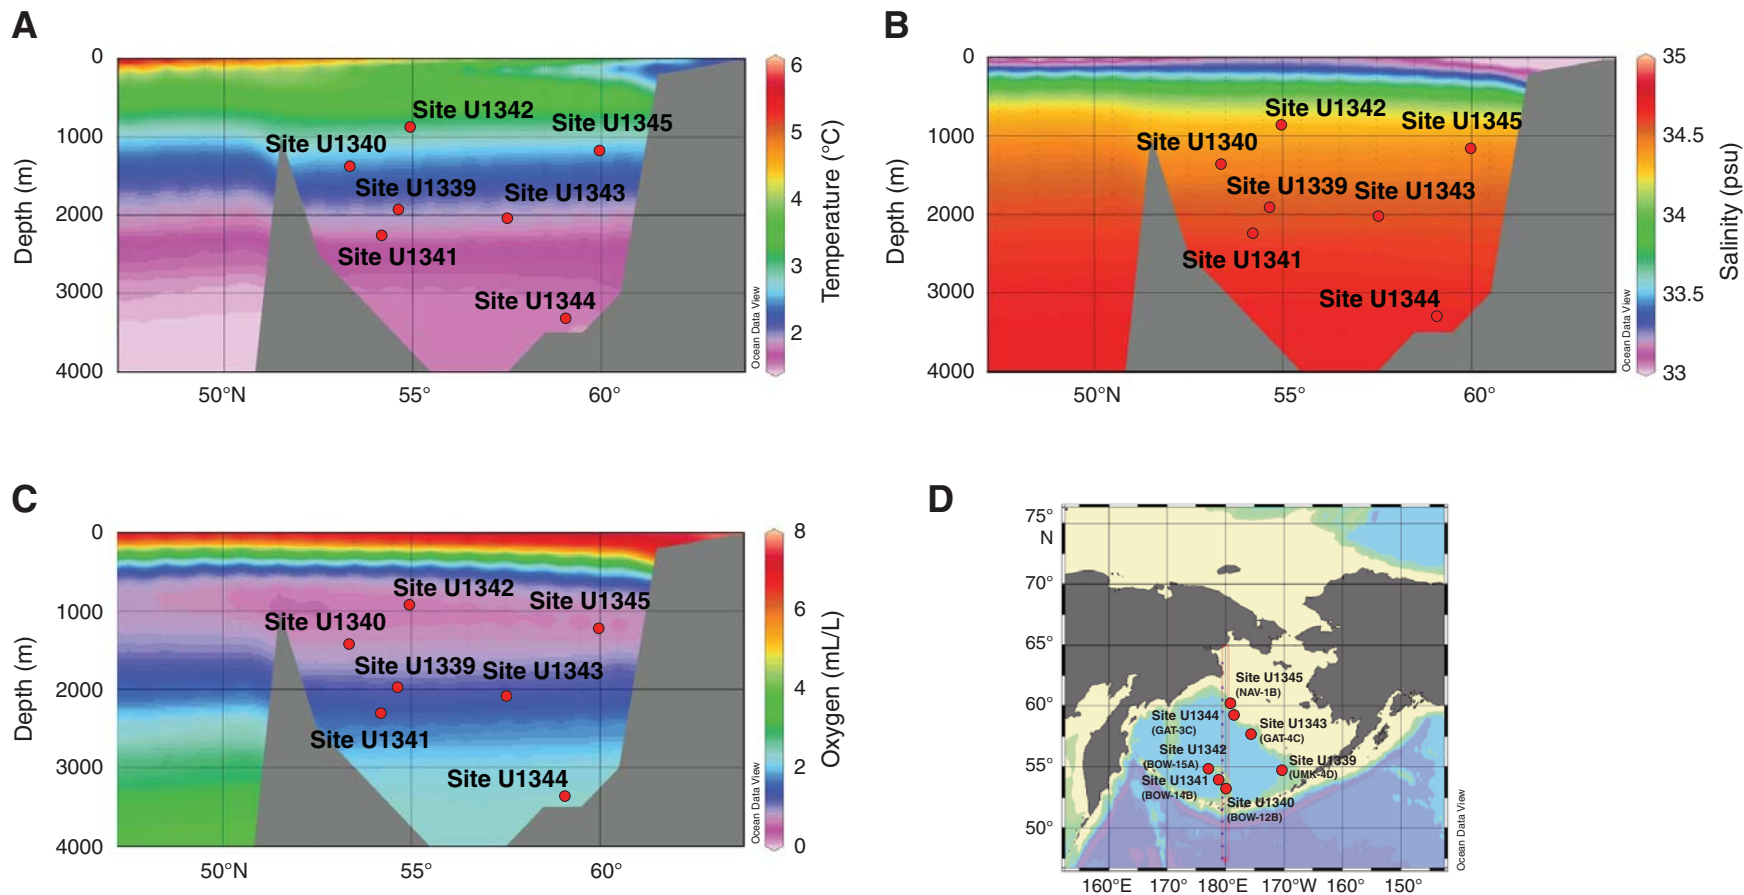 A
0
1000
2000
3000
4000
Depth (m)
50°N
55°
60°
Site U1342
Site U1345
Site U1340
Site U1339
Site U1343
Site U1341
Site U1344
Ocean Data View
6
5
4
3
2
Temperature (°C)
B
0
1000
2000
3000
4000
Depth (m)
50°N
55°
60°
Site U1342
Site U1345
Site U1340
Site U1339
Site U1343
Site U1341
Site U1344
Ocean Data View
35
34.5
34
33.5
33
Salinity (psu)
C
0
1000
2000
3000
4000
Depth (m)
50°N
55°
60°
Site U1342
Site U1345
Site U1340
Site U1339
Site U1343
Site U1341
Site U1344
Ocean Data View
8
6
4
2
0
Oxygen (mL/L)
D
75°
N
70°
65°
60°
55°
50°
Site U1345
(NAV-1B)
Site U1344
(GAT-3C)
Site U1343
(GAT-4C)
Site U1342
(BOW-15A)
Site U1339
(UMK-4D)
Site U1341
(BOW-14B)
Site U1340
(BOW-12B)
Ocean Data View
160°E
170°
180°E
170°W
160°
150°